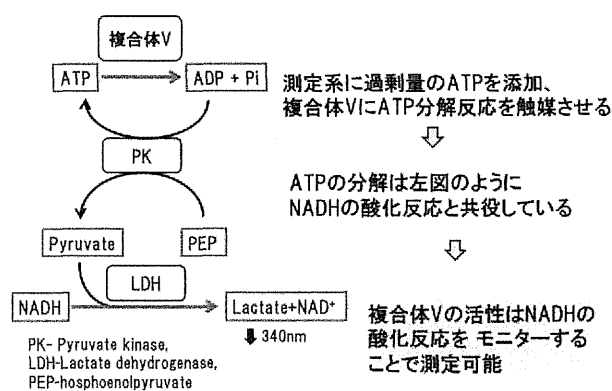 複合体V
ATP
ADP + Pi
PK
Pyruvate
PEP
LDH
NADH
Lactate+NAD⁺
340nm
PK- Pyruvate kinase,
LDH-Lactate dehydrogenase,
PEP-hosphoenolpyruvate
測定系に過剰量のATPを添加、
複合体VにATP分解反応を触媒させる
ATPの分解は左図のように
NADHの酸化反応と共役している
複合体Vの活性はNADHの
酸化反応を モニターする
ことで測定可能